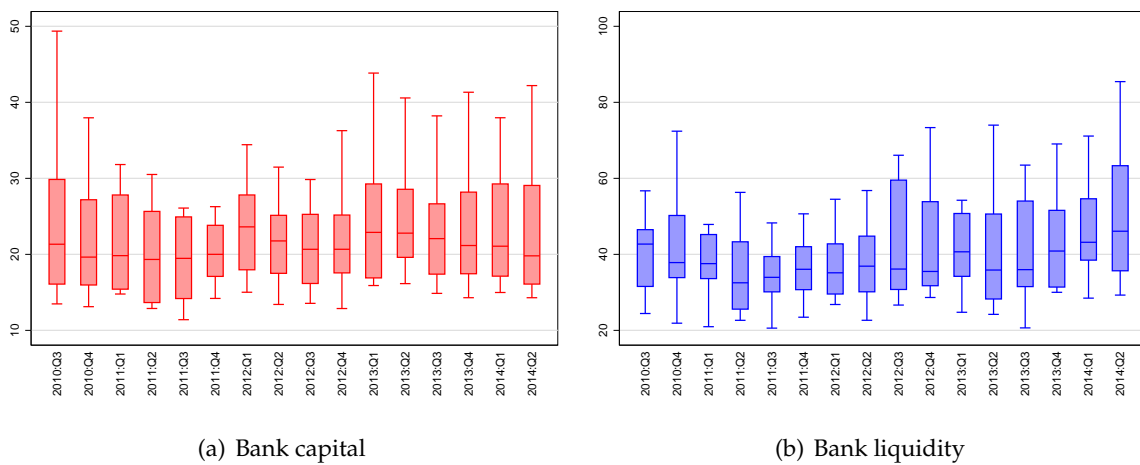 50
40
30
20
10
2010:Q3
2010:Q4
2011:Q1
2011:Q2
2011:Q3
2011:Q4
2012:Q1
2012:Q2
2012:Q3
2012:Q4
2013:Q1
2013:Q2
2013:Q3
2013:Q4
2014:Q1
2014:Q2
(a) Bank capital
100
80
60
40
20
2010:Q3
2010:Q4
2011:Q1
2011:Q2
2011:Q3
2011:Q4
2012:Q1
2012:Q2
2012:Q3
2012:Q4
2013:Q1
2013:Q2
2013:Q3
2013:Q4
2014:Q1
2014:Q2
(b) Bank liquidity